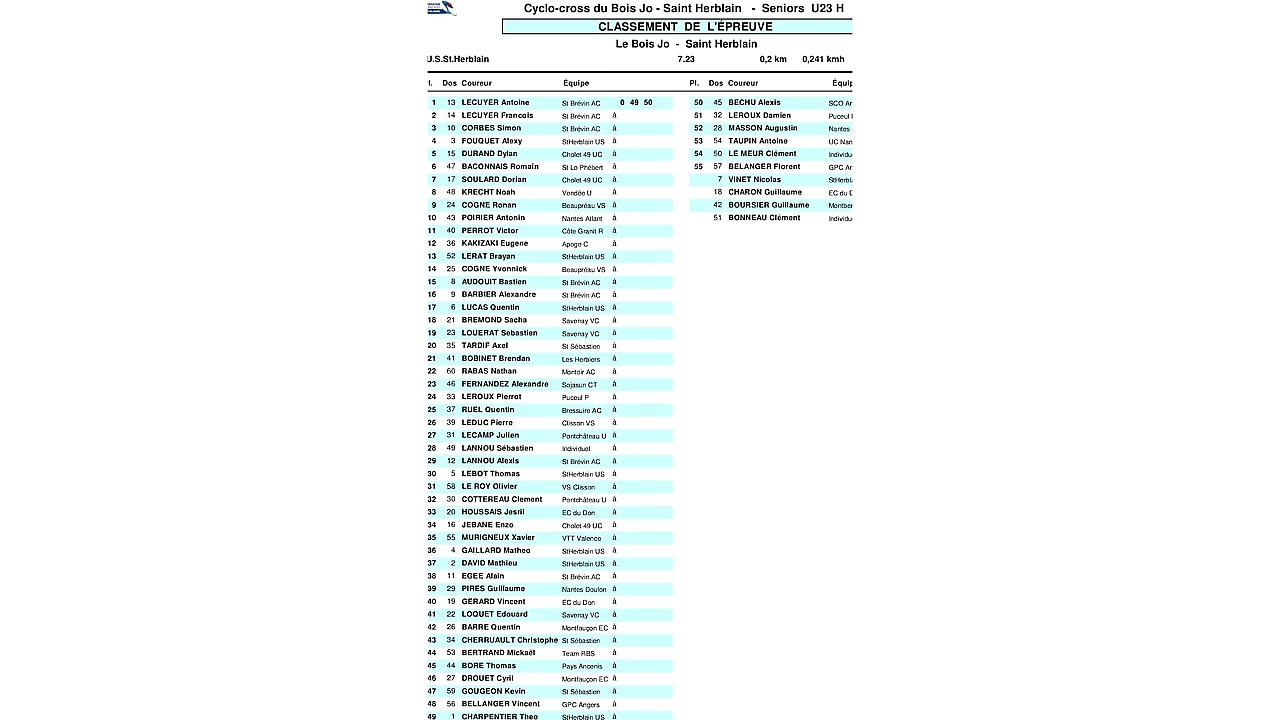 Cyclo-cross du Bois Jo - Saint Herblain - Seniors U23 H
CLASSEMENT DE L'ÉPREUVE
Le Bois Jo - Saint Herblain
U.S.St.Herblain 7.23 0,2 km 0,241 kmh
Pl. Dos Coureur Équipe
1 13 LECUYER Antoine St Brévin AC 0 49 50
2 14 LECUYER Francois St Brévin AC à
3 10 CORBES Simon St Brévin AC à
4 3 FOUQUET Alexy StHerblain US à
5 15 DURAND Dylan Cholet 49 UC à
6 47 BACONNAIS Romain St Lo Phébert à
7 17 SOULARD Dorian Cholet 49 UC à
8 48 KRECHT Noah Vendée U à
9 24 COGNE Ronan Beaupréau VS à
10 43 POIRIER Antonin Nantes Atlant à
11 40 PERROT Victor Côte Granit R à
12 36 KAKIZAKI Eugene Apogé C à
13 52 LERAT Brayan StHerblain US à
14 25 COGNE Yvonnick Beaupréau VS à
15 8 AUDOUIT Bastien St Brévin AC à
16 9 BARBIER Alexandre St Brévin AC à
17 6 LUCAS Quentin StHerblain US à
18 21 BREMOND Sacha Savenay VC à
19 23 LOUERAT Sebastien Savenay VC à
20 35 TARDIF Axel St Sébastien à
21 41 BOBINET Brendan Les Herbiers à
22 60 RABAS Nathan Montoir AC à
23 46 FERNANDEZ Alexandre Sojasun CT à
24 33 LEROUX Pierrot Puceul P à
25 37 RUEL Quentin Bressuire AC à
26 39 LEDUC Pierre Clisson VS à
27 31 LECAMP Julien Pontchâteau U à
28 49 LANNOU Sébastien Individuel à
29 12 LANNOU Alexis St Brévin AC à
30 5 LEBOT Thomas StHerblain US à
31 58 LE ROY Olivier VS Clisson à
32 30 COTTEREAU Clement Pontchâteau U à
33 20 HOUSSAIS Jesril EC du Don à
34 16 JEBANE Enzo Cholet 49 UC à
35 55 MURIGNEUX Xavier VTT Valence à
36 4 GAILLARD Matheo StHerblain US à
37 2 DAVID Mathieu StHerblain US à
38 11 EGEE Alain St Brévin AC à
39 29 PIRES Guillaume Nantes Doulon à
40 19 GERARD Vincent EC du Don à
41 22 LOQUET Edouard Savenay VC à
42 26 BARRE Quentin Montfauçon EC à
43 34 CHERRUAULT Christophe St Sébastien à
44 53 BERTRAND Mickaël Team RBS à
45 44 BORE Thomas Pays Ancenis à
46 27 DROUET Cyril Montfauçon EC à
47 59 GOUGEON Kevin St Sébastien à
48 56 BELLANGER Vincent GPC Angers à
49 1 CHARPENTIER Theo StHerblain US à
Pl. Dos Coureur Équip
50 45 BECHU Alexis SCO An
51 32 LEROUX Damien Puceul
52 28 MASSON Augustin Nantes
53 54 TAUPIN Antoine UC Nan
54 50 LE MEUR Clément Individu
55 57 BELANGER Florent GPC An
7 VINET Nicolas StHerbl
18 CHARON Guillaume EC du D
42 BOURSIER Guillaume Montber
51 BONNEAU Clément Individu